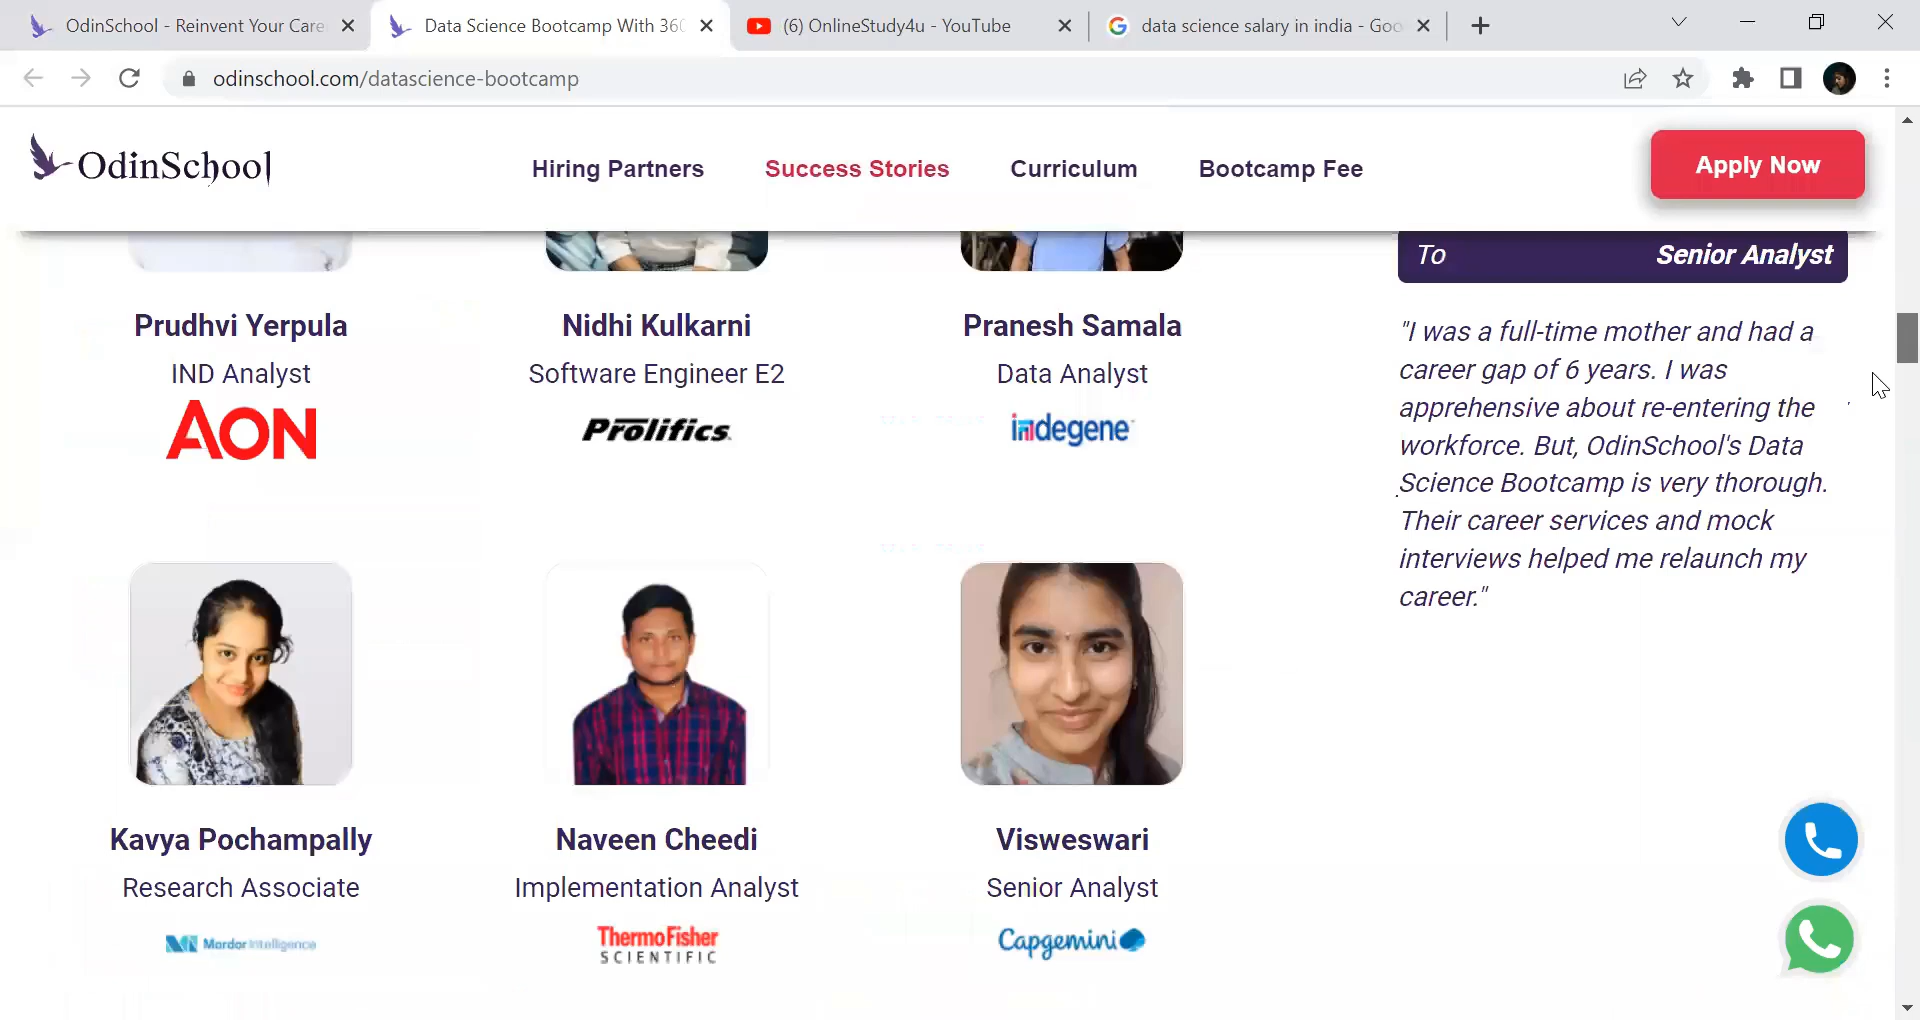 OdinSchool - Reinvent Your Care
Data Science Bootcamp With 360
(6) OnlineStudy4u - YouTube
data science salary in india - Goo
odinschool.com/datascience-bootcamp
OdinSchool
Hiring Partners
Success Stories
Curriculum
Bootcamp Fee
Apply Now
To Senior Analyst
Prudhvi Yerpula
IND Analyst
AON
Nidhi Kulkarni
Software Engineer E2
Prolifics
Pranesh Samala
Data Analyst
indegene
"I was a full-time mother and had a
career gap of 6 years. I was
apprehensive about re-entering the
workforce. But, OdinSchool's Data
Science Bootcamp is very thorough.
Their career services and mock
interviews helped me relaunch my
career."
Kavya Pochampally
Research Associate
Mordor Intelligence
Naveen Cheedi
Implementation Analyst
ThermoFisher
SCIENTIFIC
Visweswari
Senior Analyst
Capgemini